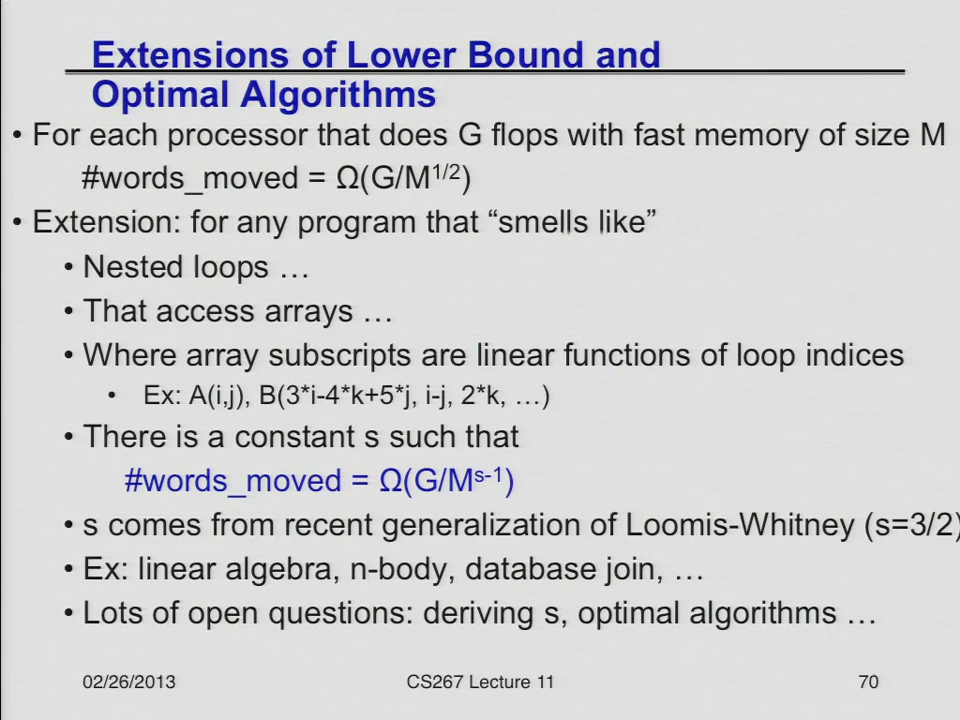 Extensions of Lower Bound and
Optimal Algorithms
• For each processor that does G flops with fast memory of size M
#words_moved = Ω(G/M^1/2)
• Extension: for any program that “smells like”
• Nested loops …
• That access arrays …
• Where array subscripts are linear functions of loop indices
• Ex: A(i,j), B(3*i-4*k+5*j, i-j, 2*k, …)
• There is a constant s such that
#words_moved = Ω(G/M^s-1)
• s comes from recent generalization of Loomis-Whitney (s=3/2)
• Ex: linear algebra, n-body, database join, …
• Lots of open questions: deriving s, optimal algorithms …
02/26/2013 CS267 Lecture 11 70